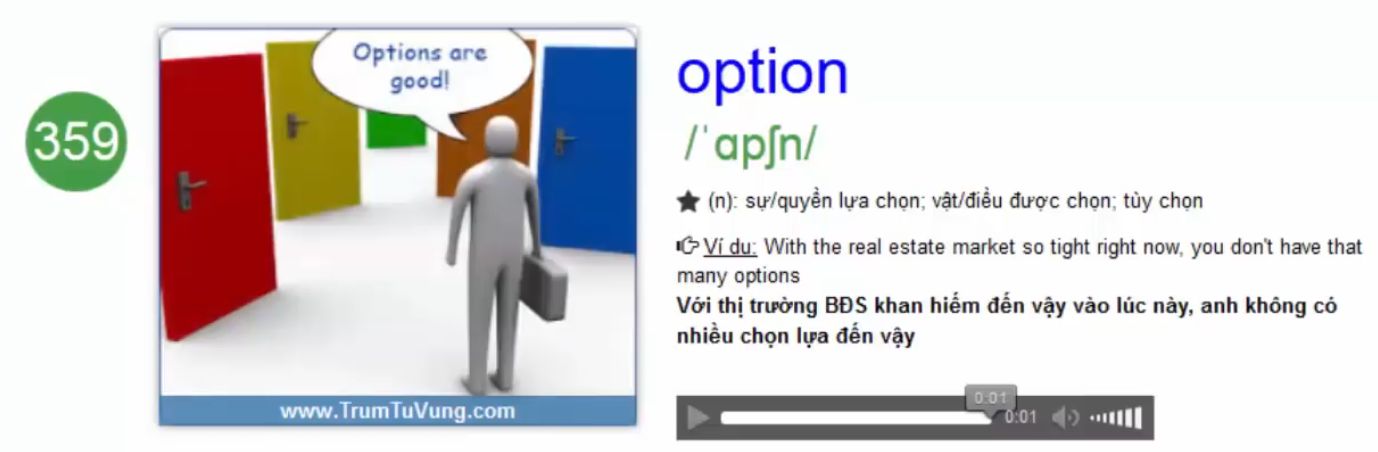 359
Options are
good!
www.TrumTuVung.com
option
/ˈɑpʃn/
(n): sự/quyền lựa chọn; vật/điều được chọn; tùy chọn
Ví du: With the real estate market so tight right now, you don't have that
many options
Với thị trường BĐS khan hiếm đến vậy vào lúc này, anh không có
nhiều chọn lựa đến vậy
0:01
0:01